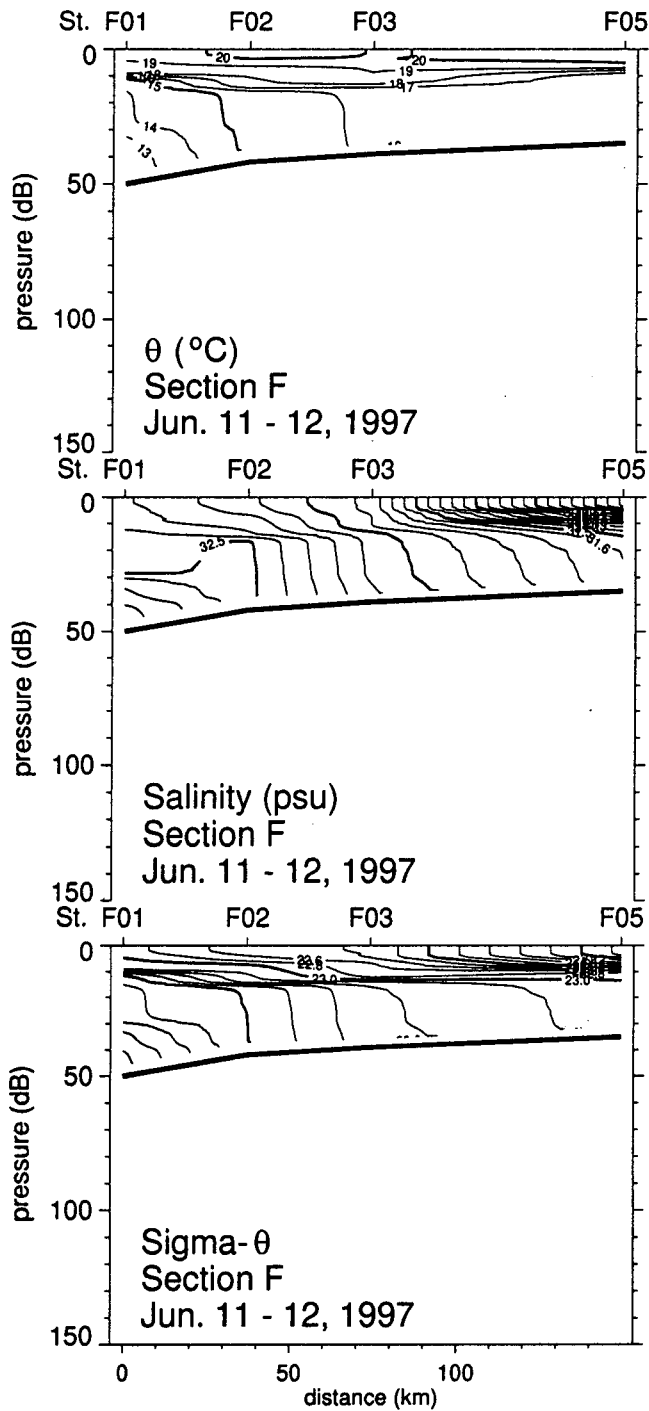 St. F01 F02 F03 F05
0
50
100
150
pressure (dB)
20 20
19 19
18 17
15
14
13
θ (°C)
Section F
Jun. 11 - 12, 1997
St. F01 F02 F03 F05
0
50
100
150
pressure (dB)
32.5
31.6
Salinity (psu)
Section F
Jun. 11 - 12, 1997
St. F01 F02 F03 F05
0
50
100
150
pressure (dB)
22.6
22.8
23.0 23.0
Sigma-θ
Section F
Jun. 11 - 12, 1997
0 50 100
distance (km)